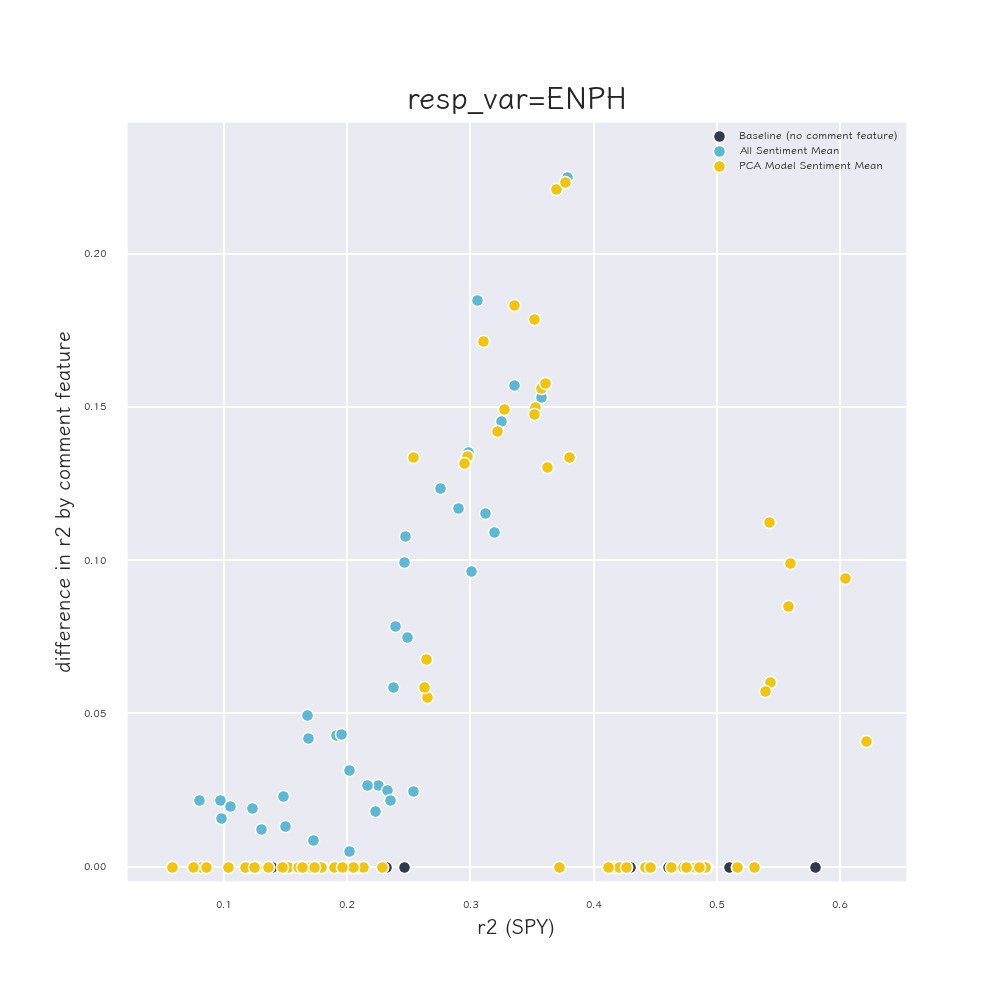 resp_var=ENPH
Baseline (no comment feature)
All Sentiment Mean
PCA Model Sentiment Mean
difference in r2 by comment feature
0.20
0.15
0.10
0.05
0.00
0.1 0.2 0.3 0.4 0.5 0.6
r2 (SPY)